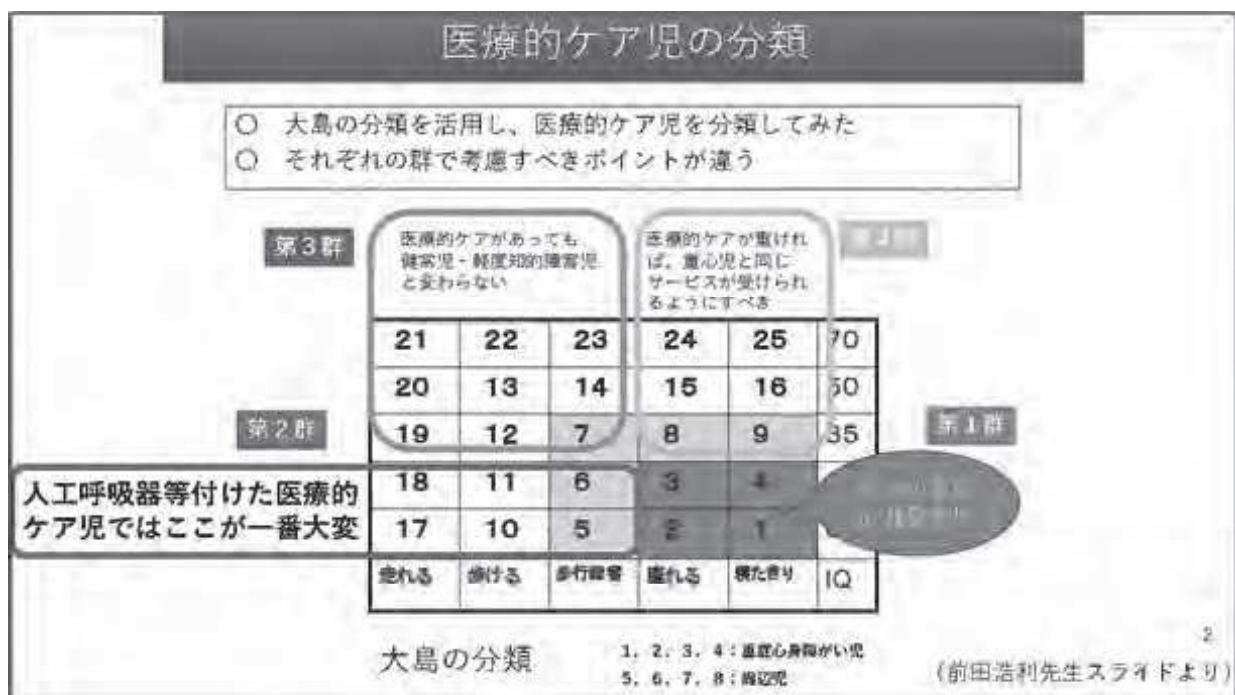 医療的ケア児の分類
○ 大島の分類を活用し、医療的ケア児を分類してみた
○ それぞれの群で考慮すべきポイントが違う
第3群
医療的ケアがあっても
健常児・軽度知的障害児
と変わらない
医療的ケアが重けれ
ば、重心児と同じ
サービスが受けられ
るようにすべき
21 22 23 24 25 70
20 13 14 15 16 50
第2群
19 12 7 8 9 35
第1群
人工呼吸器等付けた医療的
ケア児ではここが一番大変
18 11 6 3 4
17 10 5 2 1
走れる 歩ける 歩行障害 座れる 寝たきり IQ
大島の分類
1, 2, 3, 4:重度心身障がい児
5, 6, 7, 8:周辺児
2
(前田浩利先生スライドより)